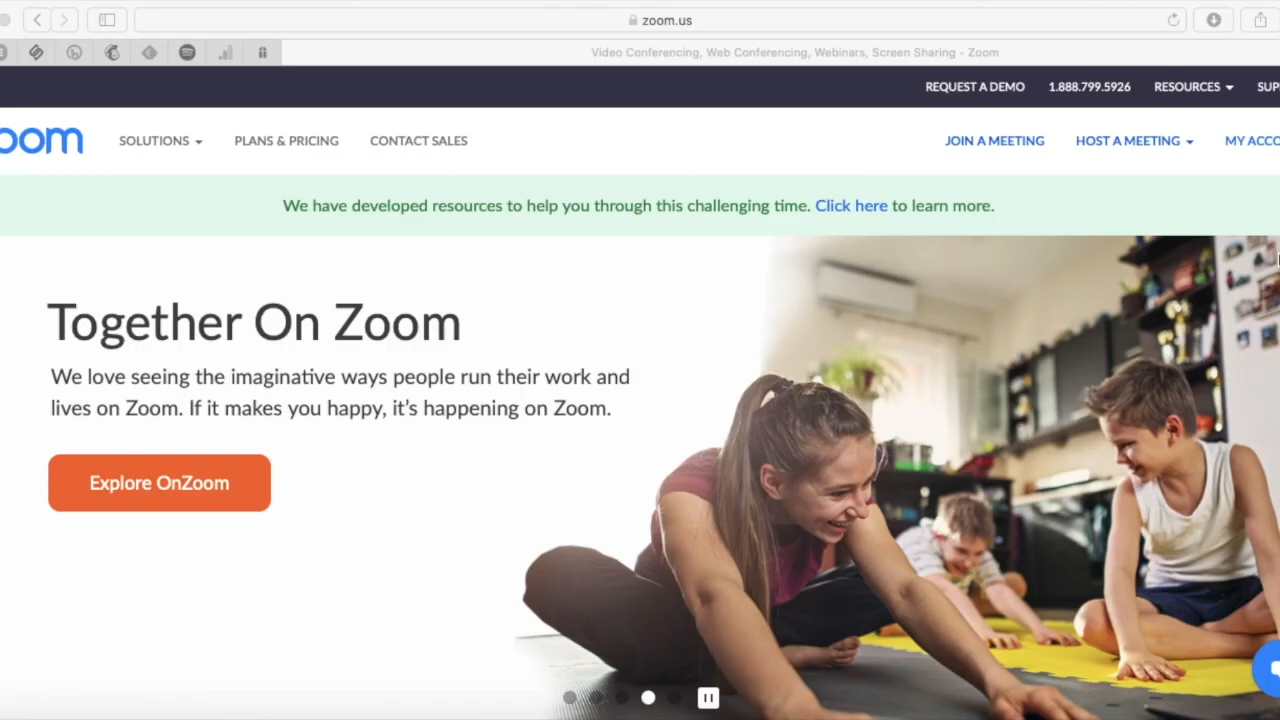 zoom.us
Video Conferencing, Web Conferencing, Webinars, Screen Sharing - Zoom
REQUEST A DEMO 1.888.799.5926 RESOURCES SUP
oom SOLUTIONS PLANS & PRICING CONTACT SALES JOIN A MEETING HOST A MEETING MY ACCO
We have developed resources to help you through this challenging time. Click here to learn more.
Together On Zoom
We love seeing the imaginative ways people run their work and
lives on Zoom. If it makes you happy, it’s happening on Zoom.
Explore OnZoom